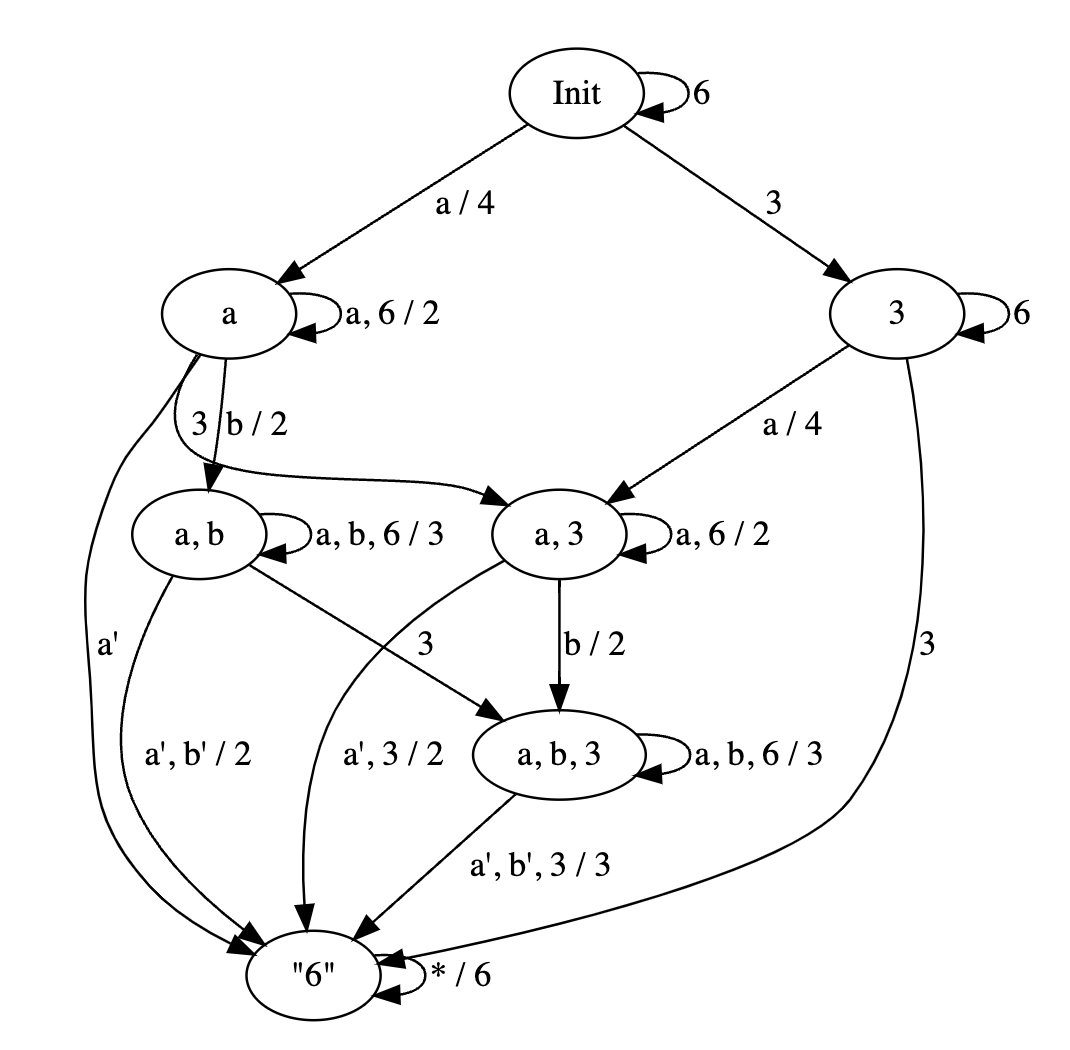 Init
6
a / 4
3
a
a, 6 / 2
3
6
3
b / 2
a / 4
a, b
a, b, 6 / 3
a, 3
a, 6 / 2
a'
3
b / 2
3
a', b' / 2
a', 3 / 2
a, b, 3
a, b, 6 / 3
a', b', 3 / 3
"6"
* / 6